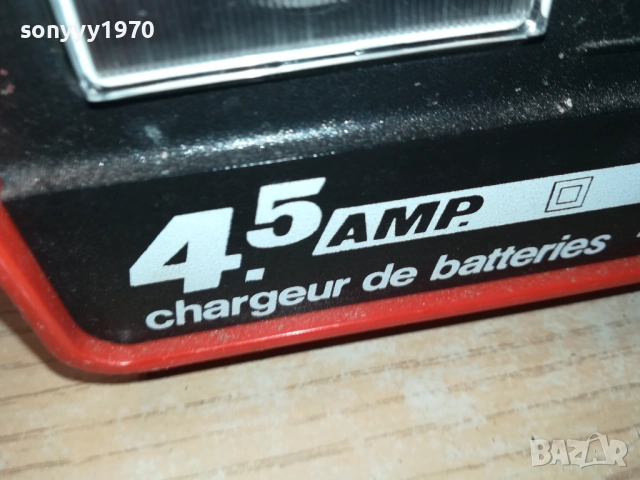 sonyvy1970
4.5 AMP.
chargeur de batteries
BAZAR